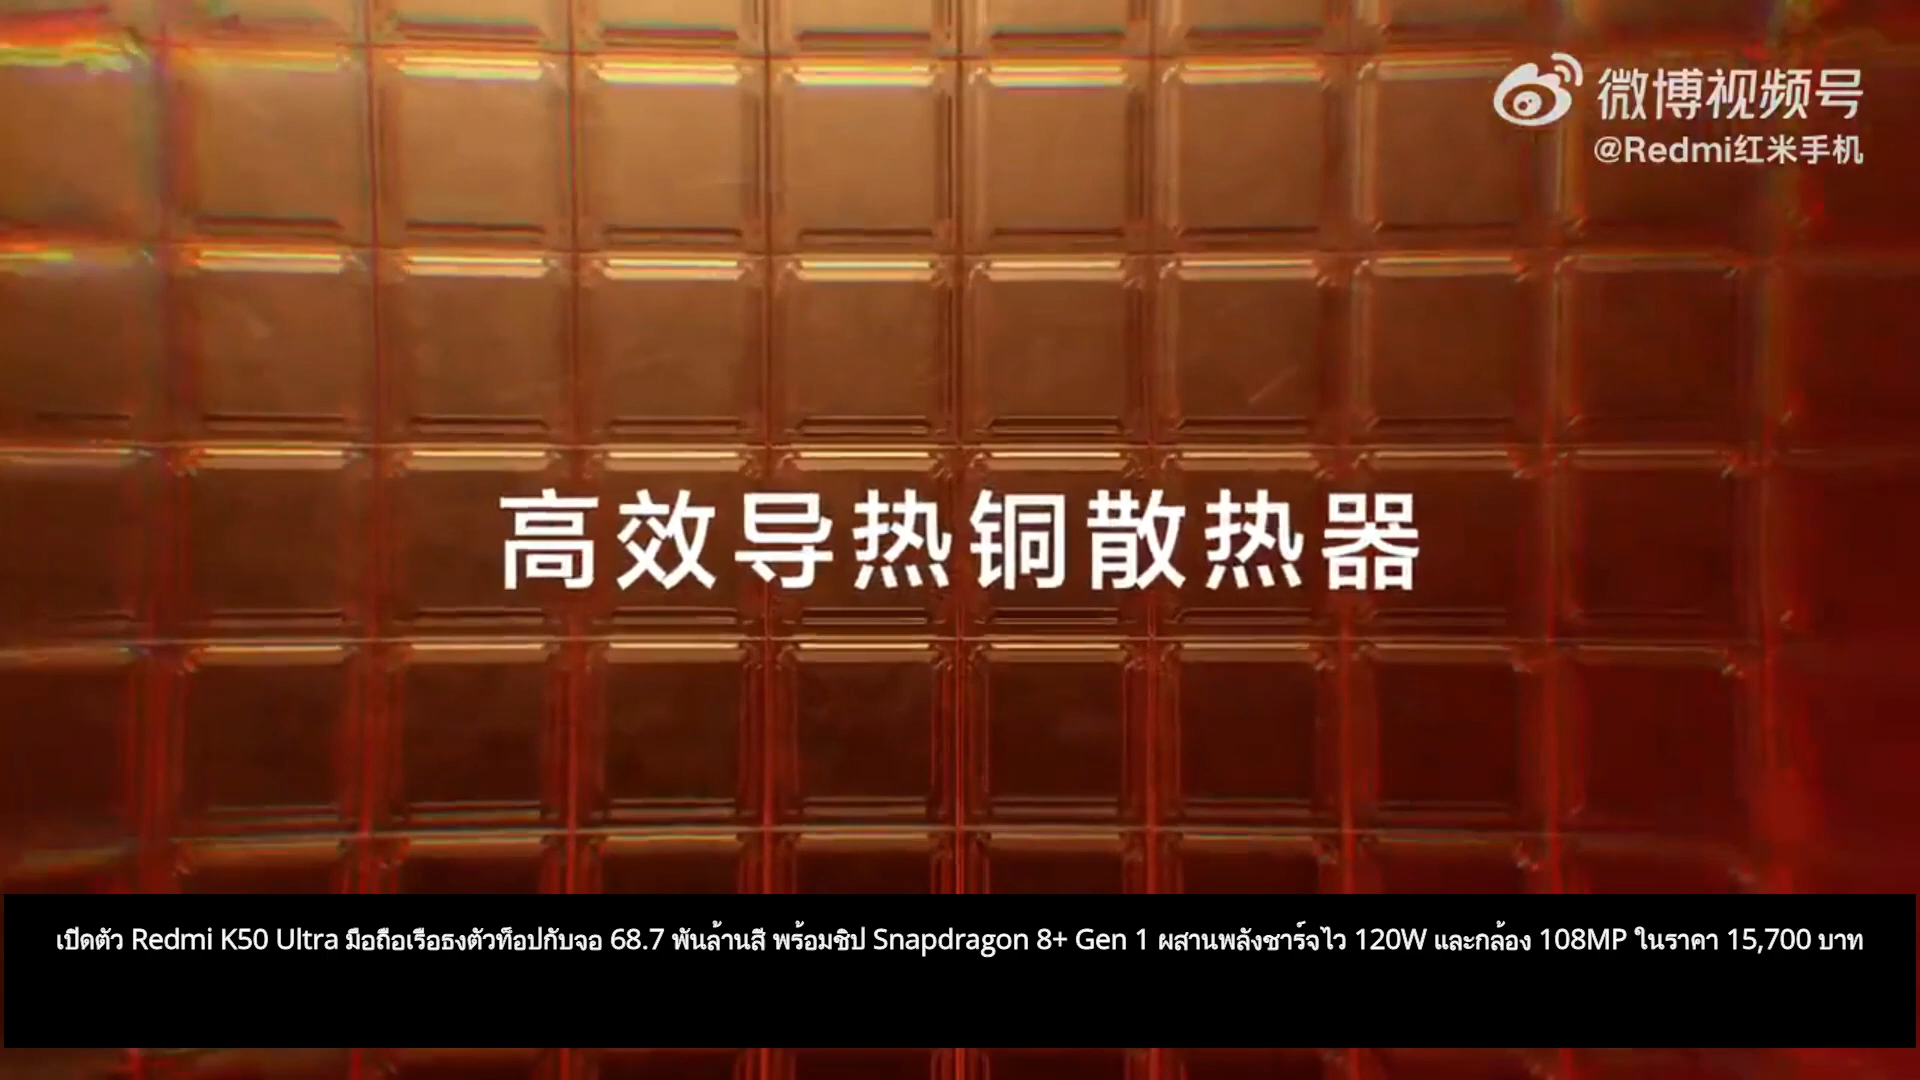 微博视频号
@Redmi红米手机
高效导热铜散热器
เปิดตัว Redmi K50 Ultra มือถือเรือธงตัวท็อปกับจอ 68.7 พันล้านสี พร้อมชิป Snapdragon 8+ Gen 1 ผสานพลังชาร์จไว 120W และกล้อง 108MP ในราคา 15,700 บาท